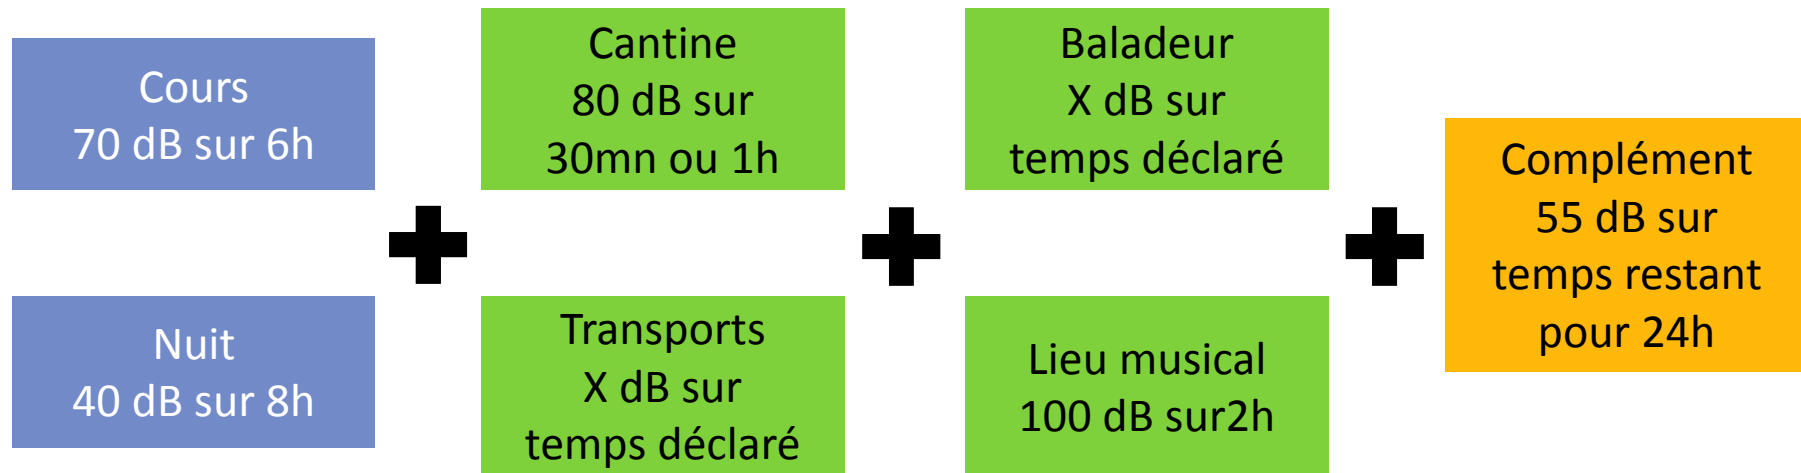 Cours
70 dB sur 6h
Nuit
40 dB sur 8h
Cantine
80 dB sur
30mn ou 1h
Transports
X dB sur
temps déclaré
Baladeur
X dB sur
temps déclaré
Lieu musical
100 dB sur2h
Complément
55 dB sur
temps restant
pour 24h